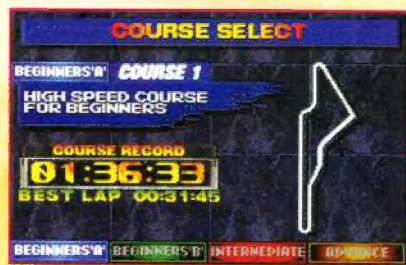 COURSE SELECT
BEGINNERS'A' COURSE 1
HIGH SPEED COURSE
FOR BEGINNERS
COURSE RECORD
01:36:33
BEST LAP 00:31:45
BEGINNERS'A' BEGINNERS'B' INTERMEDIATE ADVANCE